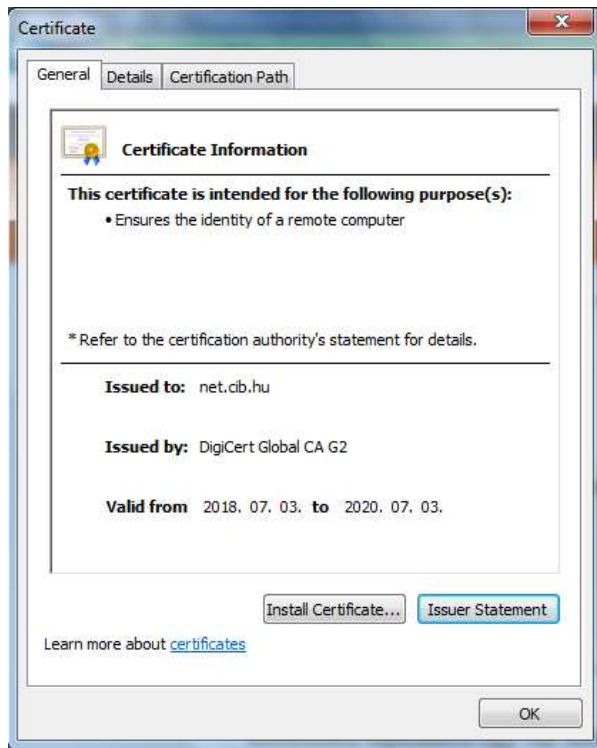 Certificate
General Details Certification Path
Certificate Information
This certificate is intended for the following purpose(s):
• Ensures the identity of a remote computer
* Refer to the certification authority's statement for details.
Issued to: net.cib.hu
Issued by: DigiCert Global CA G2
Valid from 2018. 07. 03. to 2020. 07. 03.
Install Certificate... Issuer Statement
Learn more about certificates
OK